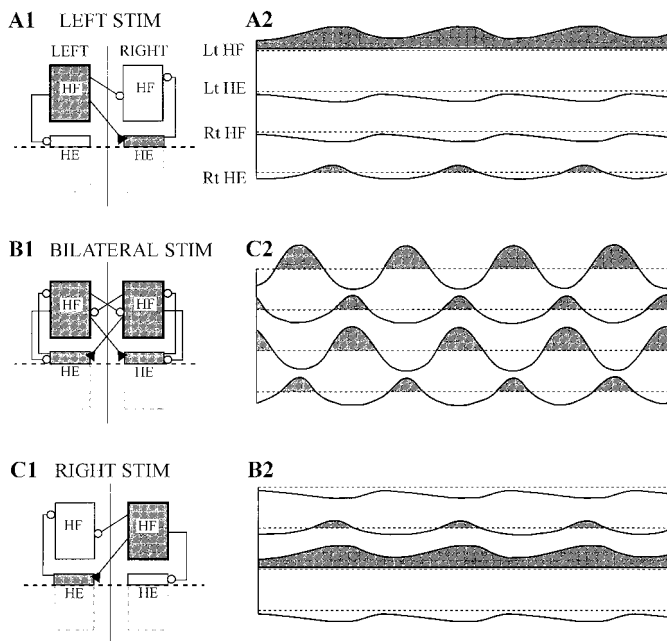 A1 LEFT STIM
A2
LEFT RIGHT
HF HF
HE HE
Lt HF
Lt HE
Rt HF
Rt HE
B1 BILATERAL STIM
C2
HF HF
HE HE
C1 RIGHT STIM
B2
HF HF
HE HE